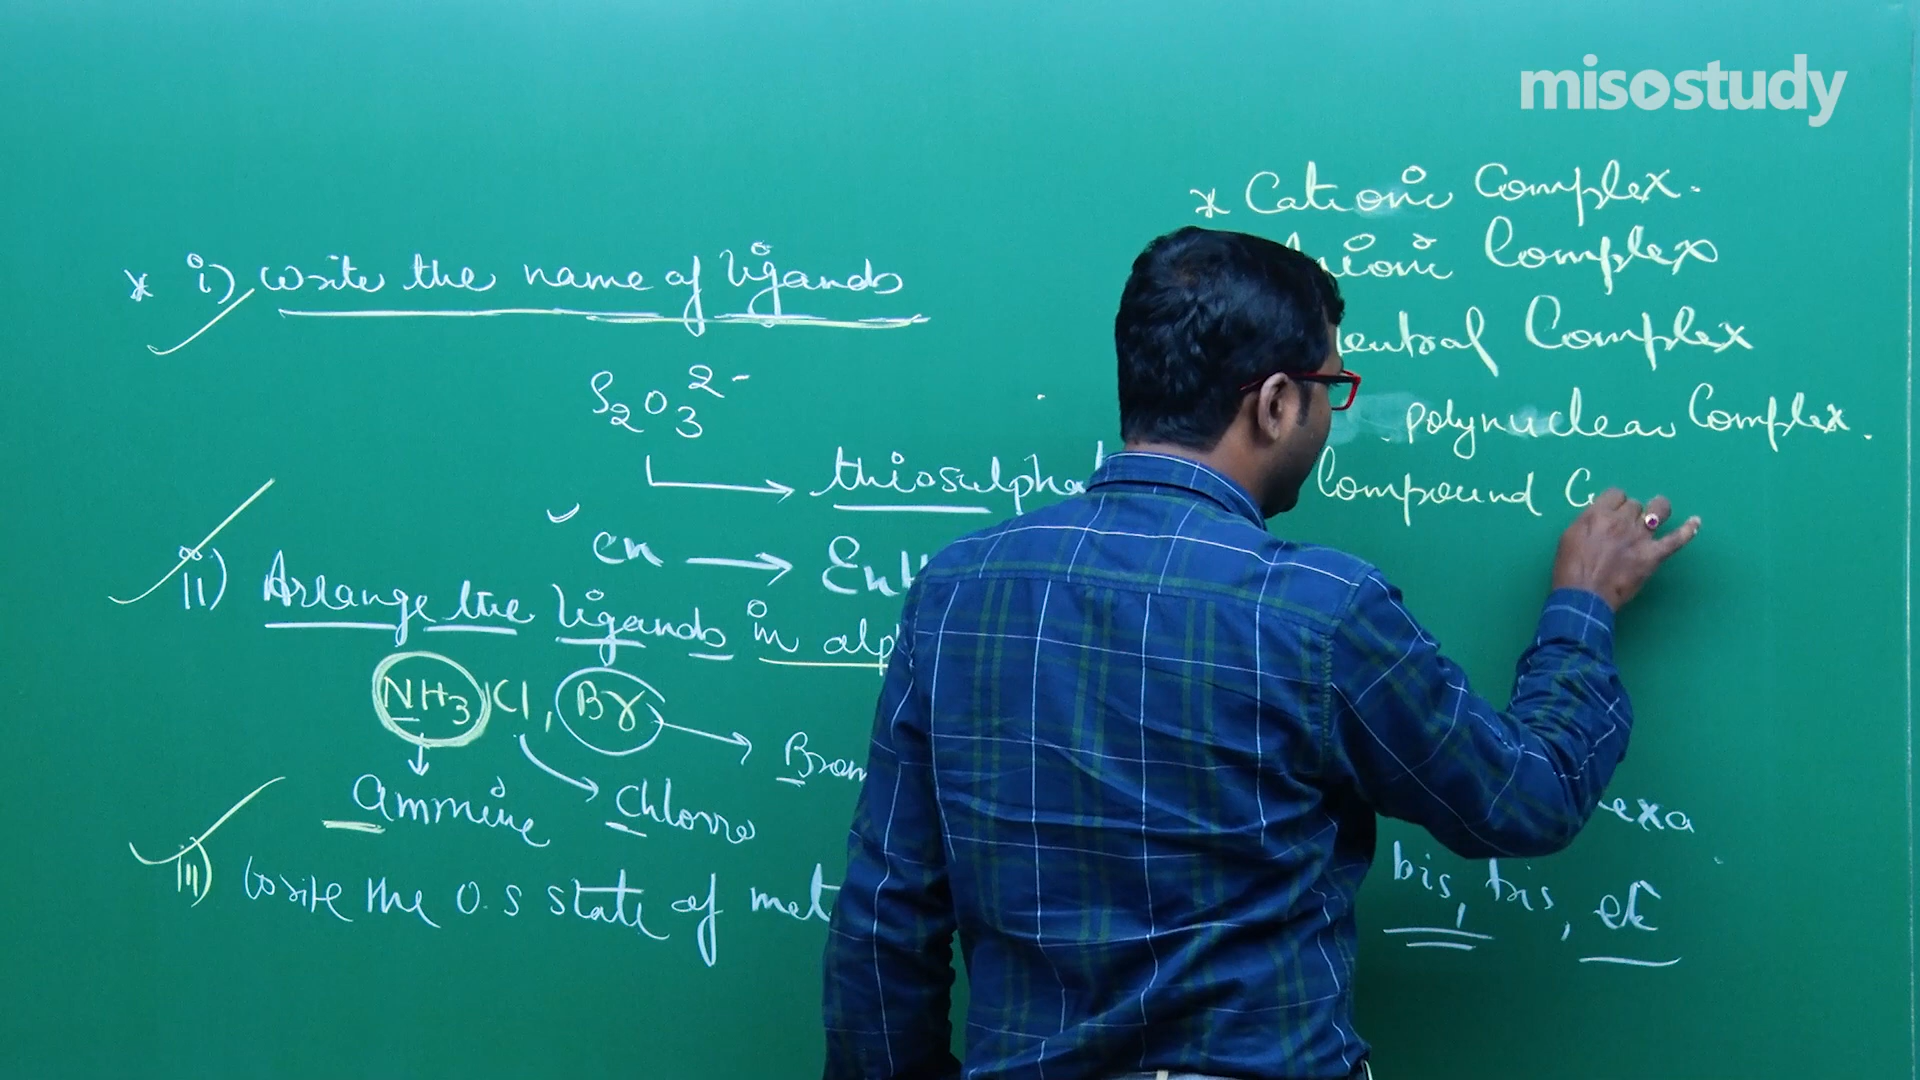 misostudy
* Cationic Complex.
nionic Complex
eutral Complex
polynuclear Complex.
Compound C
* i) write the name of ligands
S2O3 2-
thiosulpha
en → En
ii) Arrange the ligands in alp
NH3, Cl, Br
Brom
ammine chloro
iii) write the O.S state of met
exa
bis, tris, etc